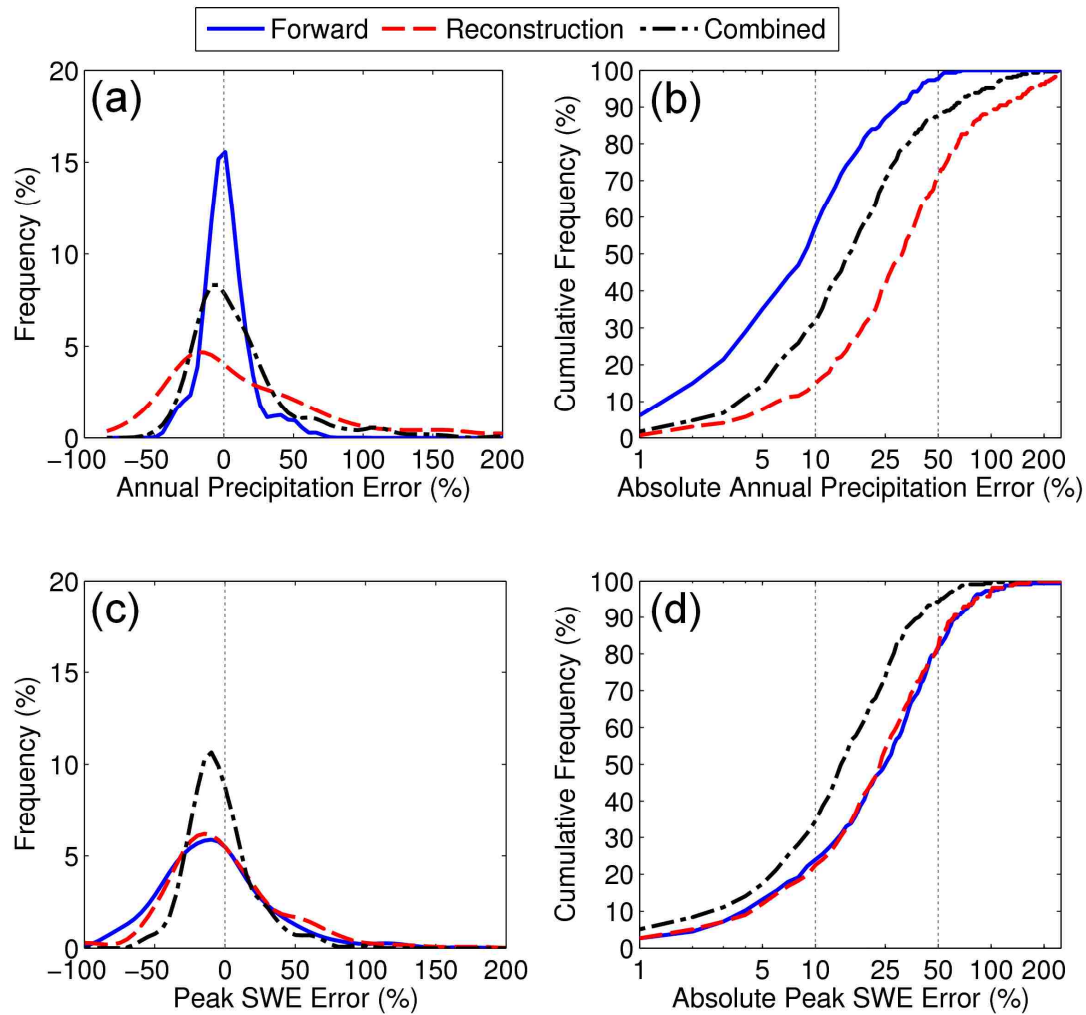 Forward Reconstruction Combined
(a)
Frequency (%)
20
15
10
5
0
−100 −50 0 50 100 150 200
Annual Precipitation Error (%)
(b)
Cumulative Frequency (%)
100
90
80
70
60
50
40
30
20
10
0
1 5 10 25 50 100 200
Absolute Annual Precipitation Error (%)
(c)
Frequency (%)
20
15
10
5
0
−100 −50 0 50 100 150 200
Peak SWE Error (%)
(d)
Cumulative Frequency (%)
100
90
80
70
60
50
40
30
20
10
0
1 5 10 25 50 100 200
Absolute Peak SWE Error (%)